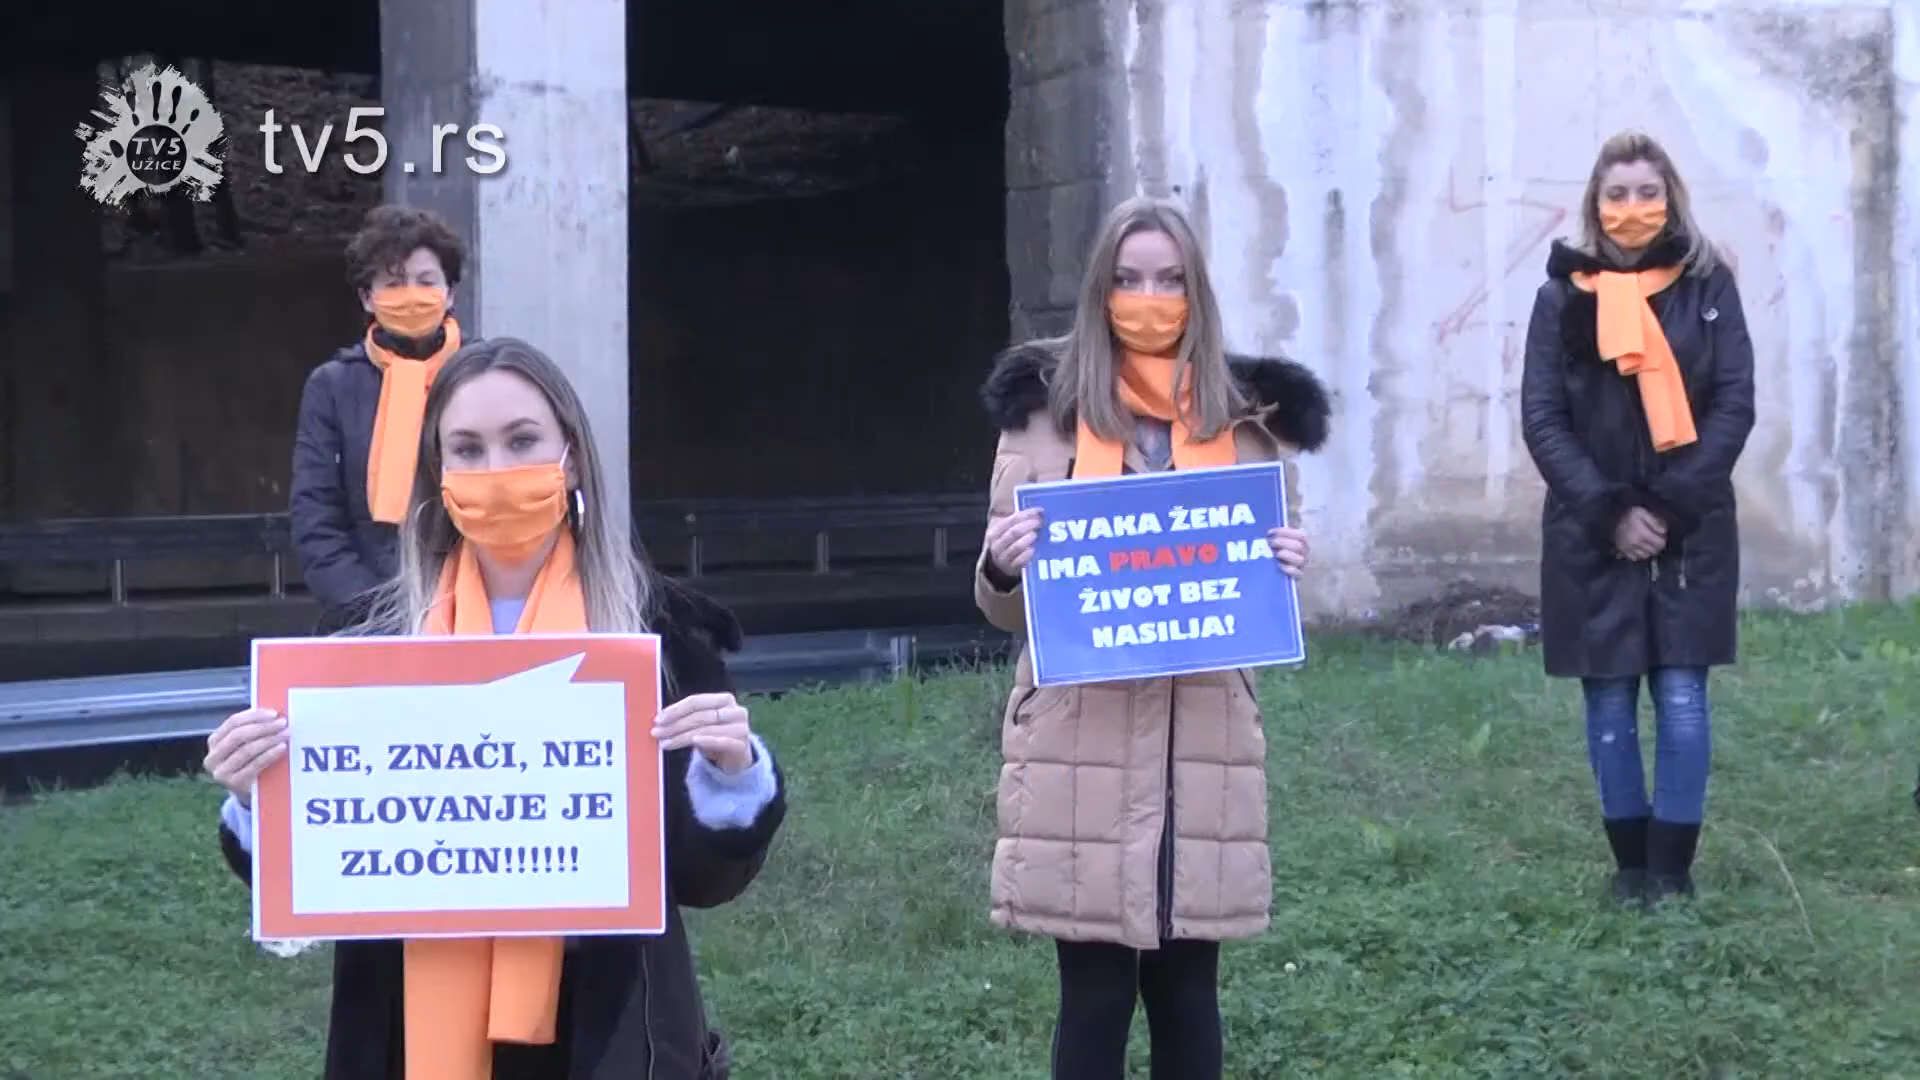 TV5
UŽICE
tv5.rs
SVAKA ŽENA
IMA PRAVO NA
ŽIVOT BEZ
NASILJA!
NE, ZNAČI, NE!
SILOVANJE JE
ZLOČIN!!!!!!